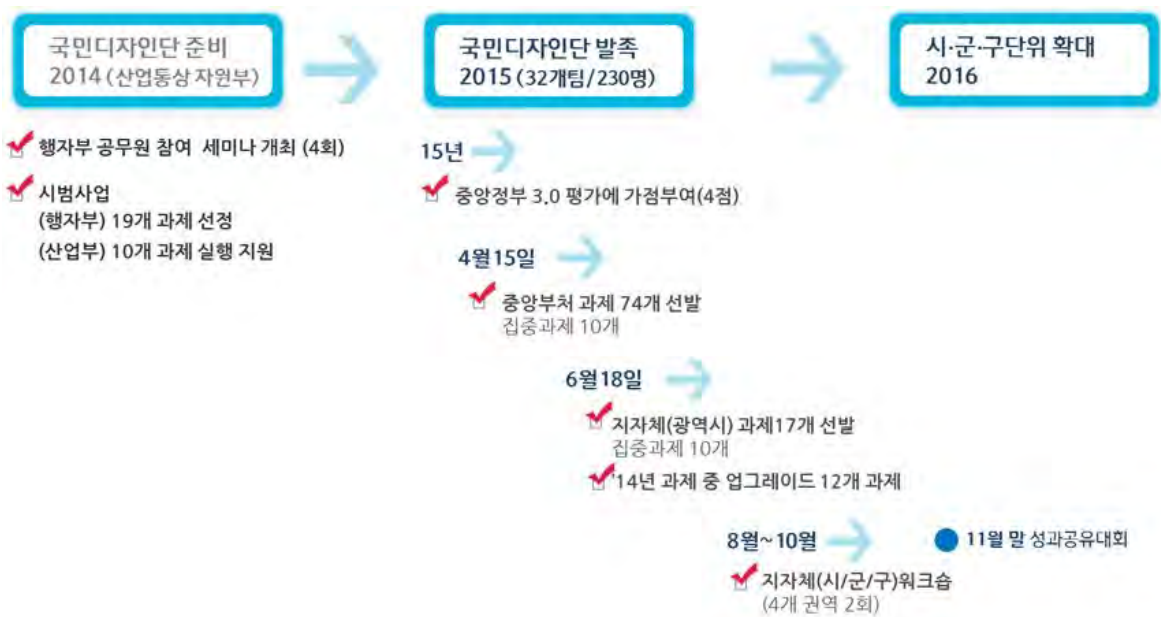 국민디자인단 준비
2014 (산업통상 자원부)
국민디자인단 발족
2015 (32개팀/230명)
시·군·구단위 확대
2016
행자부 공무원 참여 세미나 개최 (4회)
시범사업
(행자부) 19개 과제 선정
(산업부) 10개 과제 실행 지원
15년
중앙정부 3.0 평가에 가점부여(4점)
4월15일
중앙부처 과제 74개 선발
집중과제 10개
6월18일
지자체(광역시) 과제17개 선발
집중과제 10개
'14년 과제 중 업그레이드 12개 과제
8월~10월
지자체(시/군/구)워크숍
(4개 권역 2회)
11월 말 성과공유대회